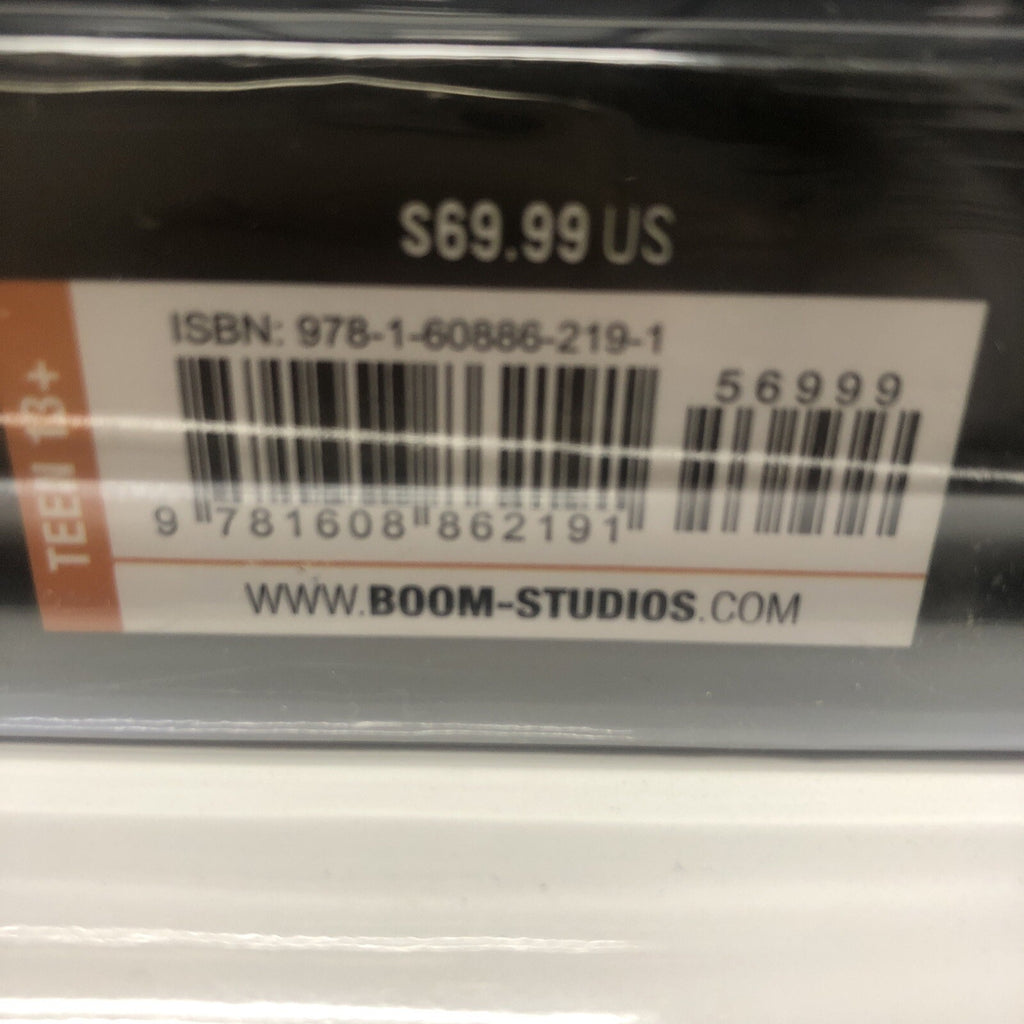 $69.99 US
ISBN: 978-1-60886-219-1
56999
9 781608 862191
TEEN 13+
WWW.BOOM-STUDIOS.COM